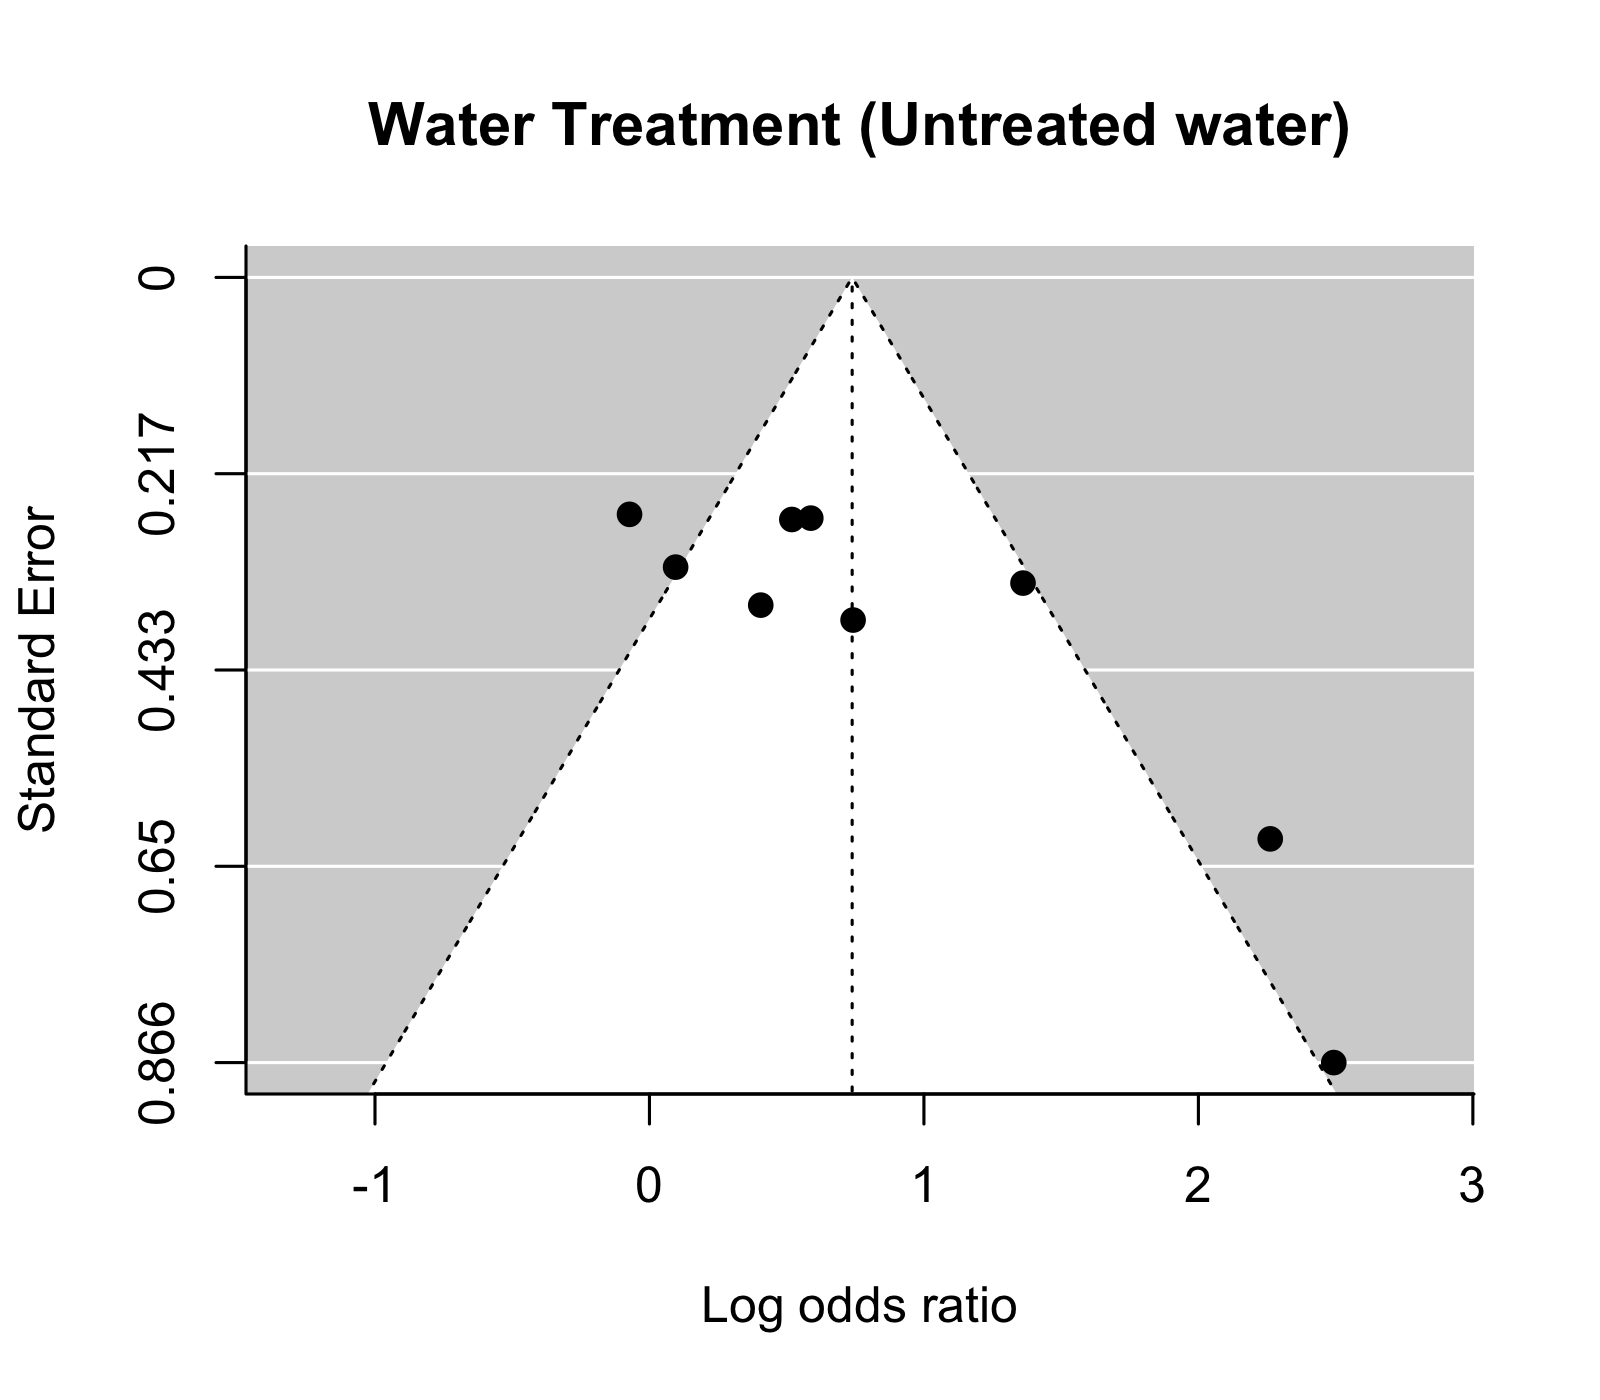 Water Treatment (Untreated water)
Standard Error
0
0.217
0.433
0.65
0.866
-1 0 1 2 3
Log odds ratio